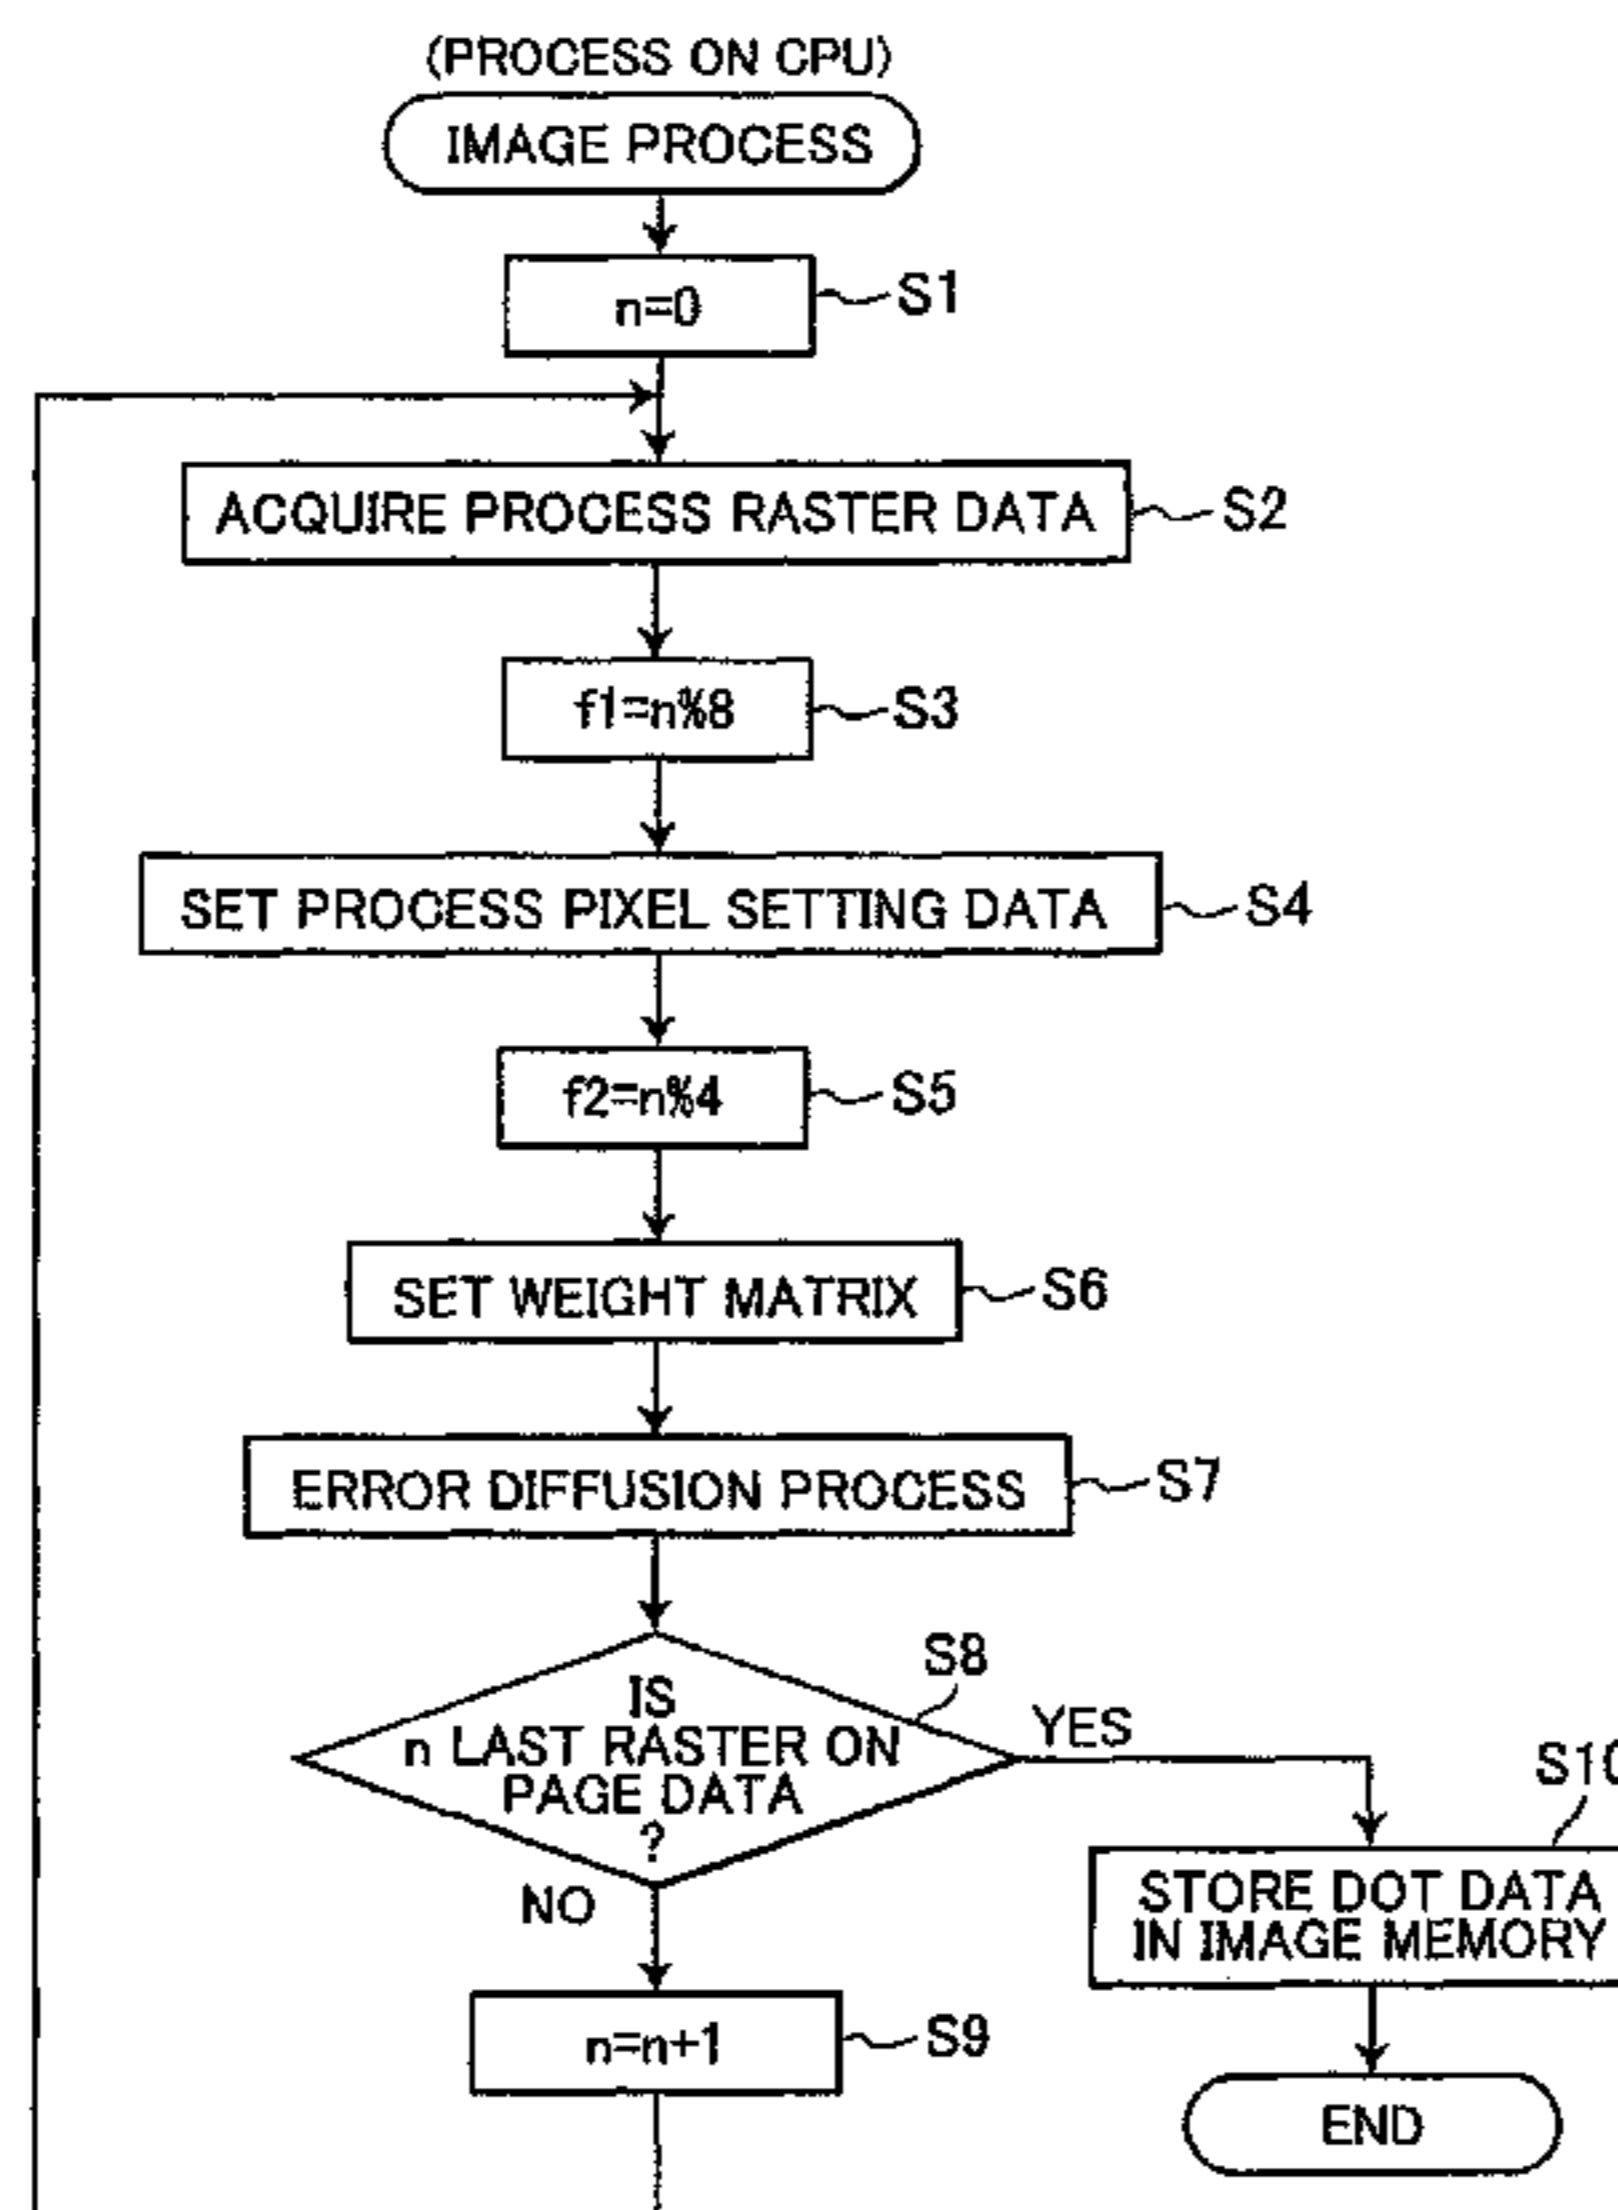 (PROCESS ON CPU)
IMAGE PROCESS
n=0
S1
ACQUIRE PROCESS RASTER DATA
S2
f1=n%8
S3
SET PROCESS PIXEL SETTING DATA
S4
f2=n%4
S5
SET WEIGHT MATRIX
S6
ERROR DIFFUSION PROCESS
S7
S8
IS
n LAST RASTER ON
PAGE DATA
?
YES
NO
S10
STORE DOT DATA
IN IMAGE MEMORY
n=n+1
S9
END